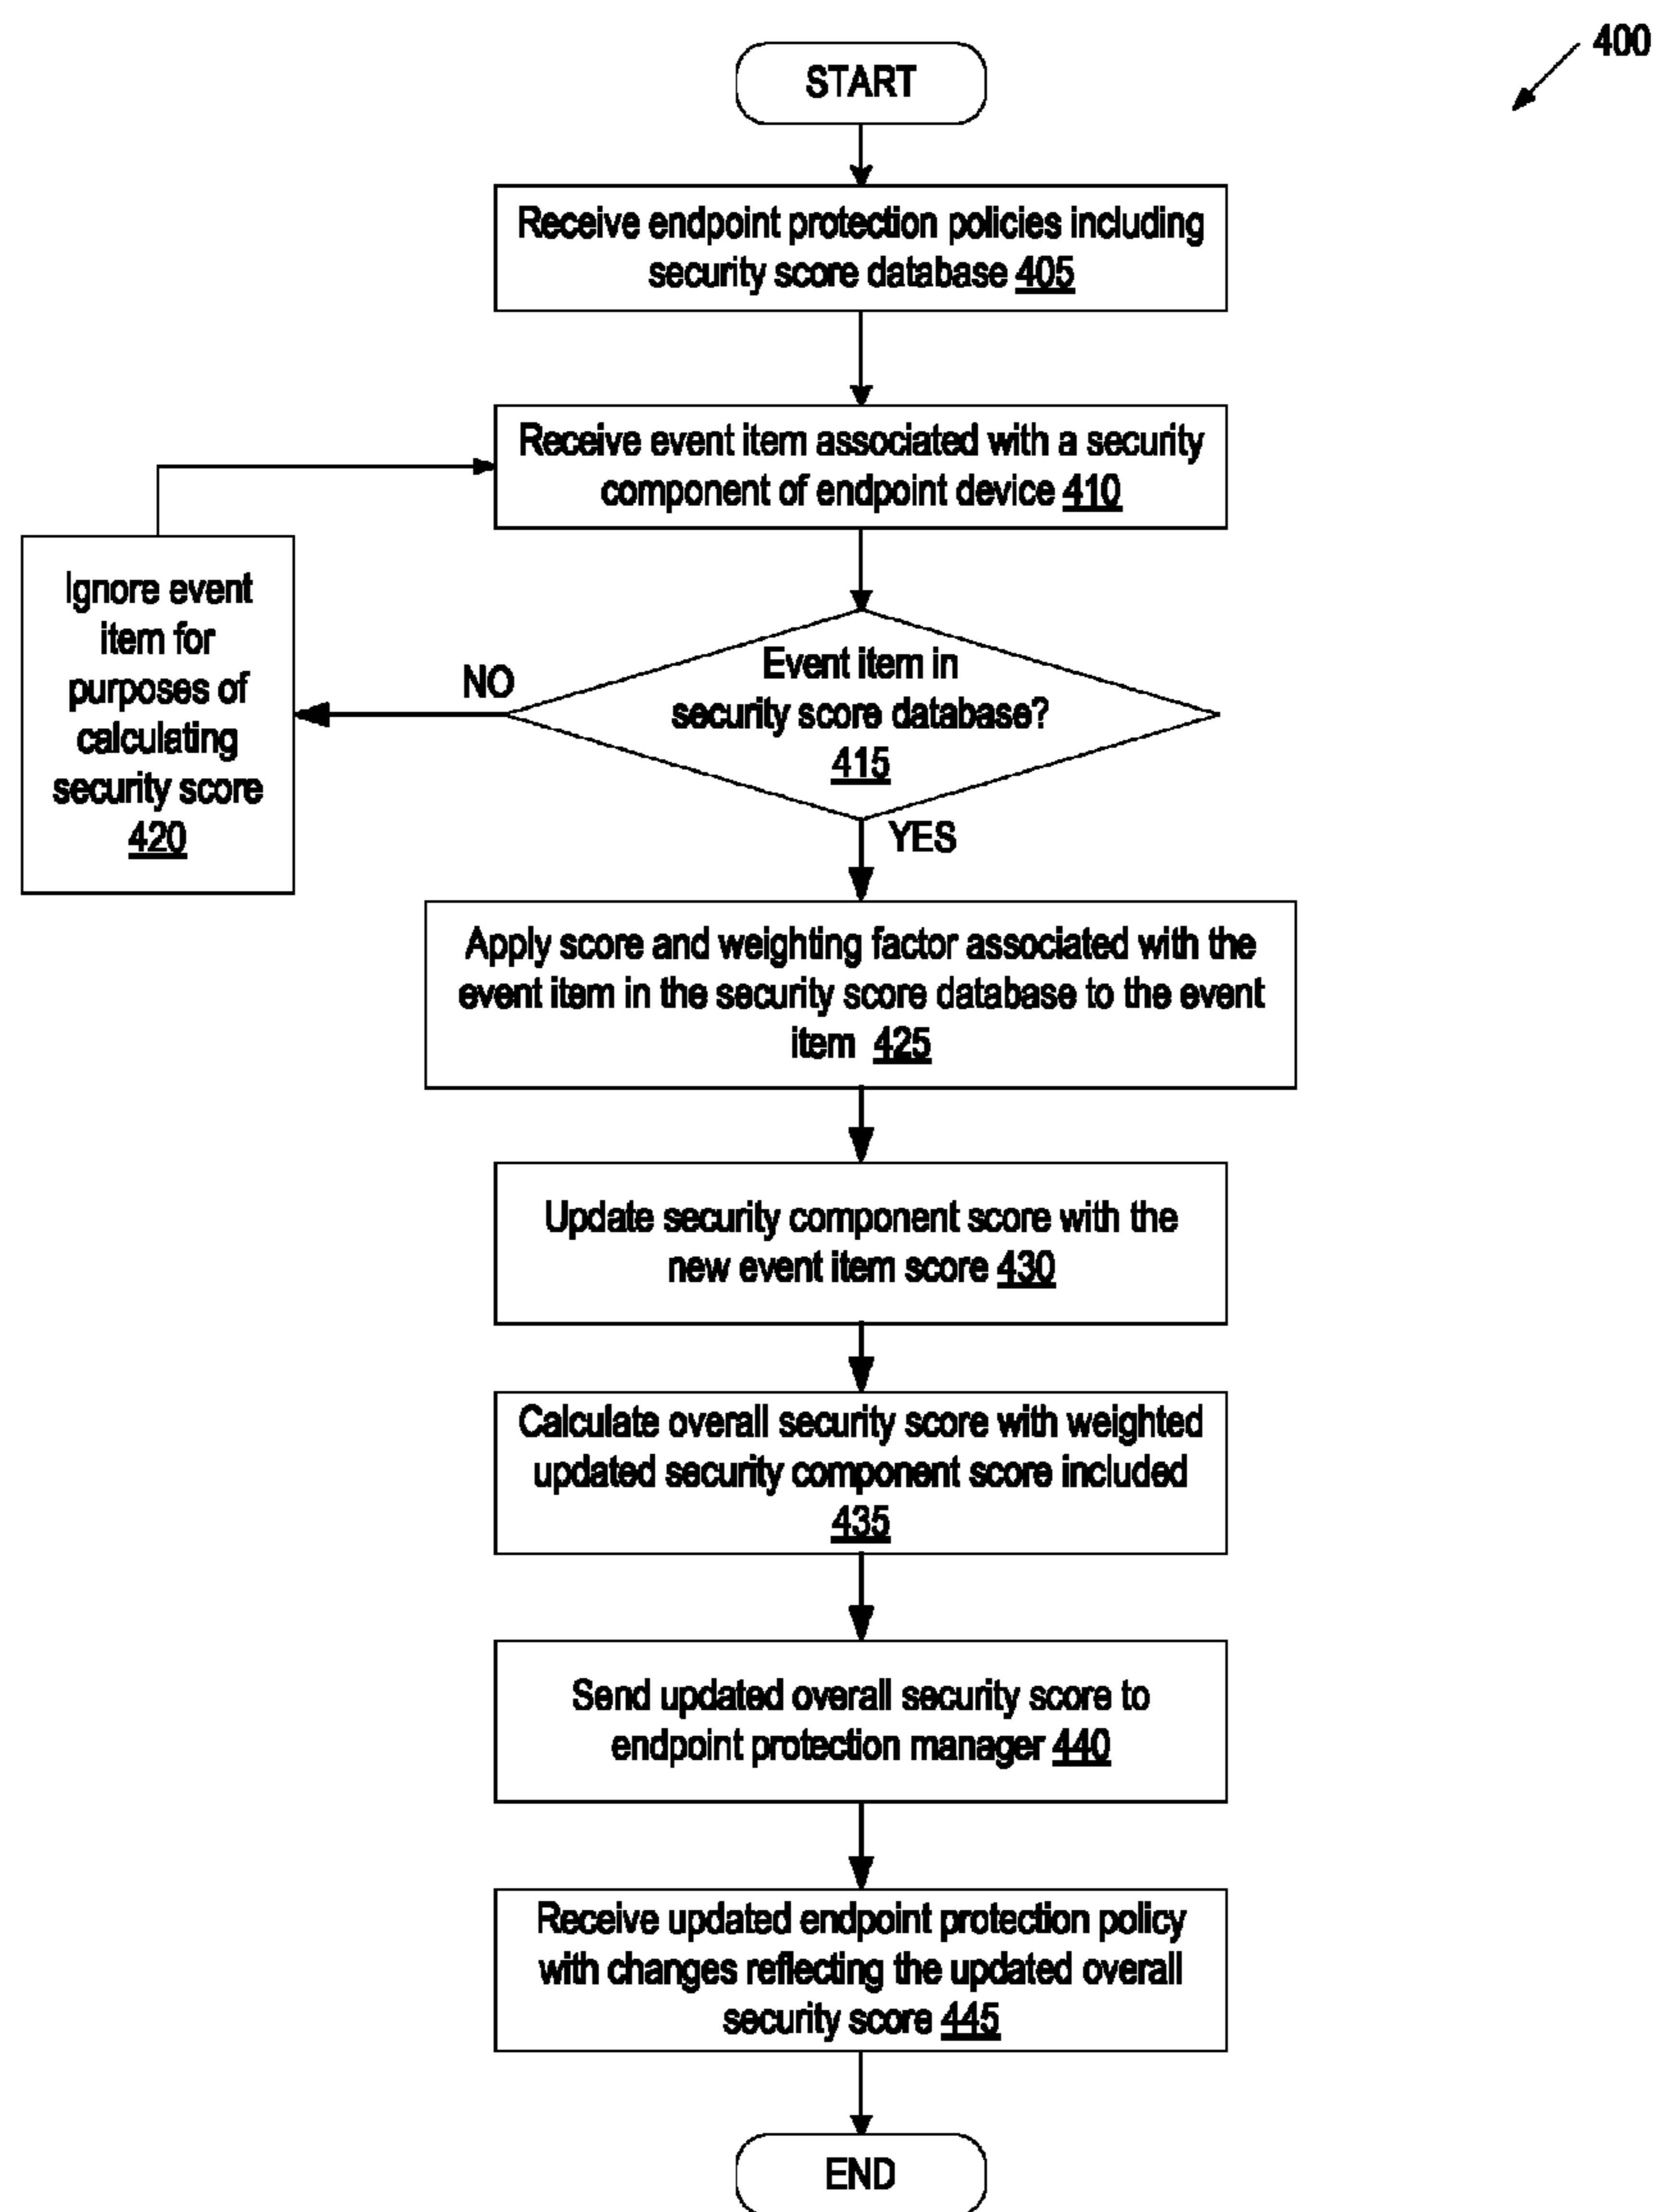 400
START
Receive endpoint protection policies including
security score database 405
Receive event item associated with a security
component of endpoint device 410
Ignore event
item for
purposes of
calculating
security score
420
NO
Event item in
security score database?
415
YES
Apply score and weighting factor associated with the
event item in the security score database to the event
item 425
Update security component score with the
new event item score 430
Calculate overall security score with weighted
updated security component score included
435
Send updated overall security score to
endpoint protection manager 440
Receive updated endpoint protection policy
with changes reflecting the updated overall
security score 445
END